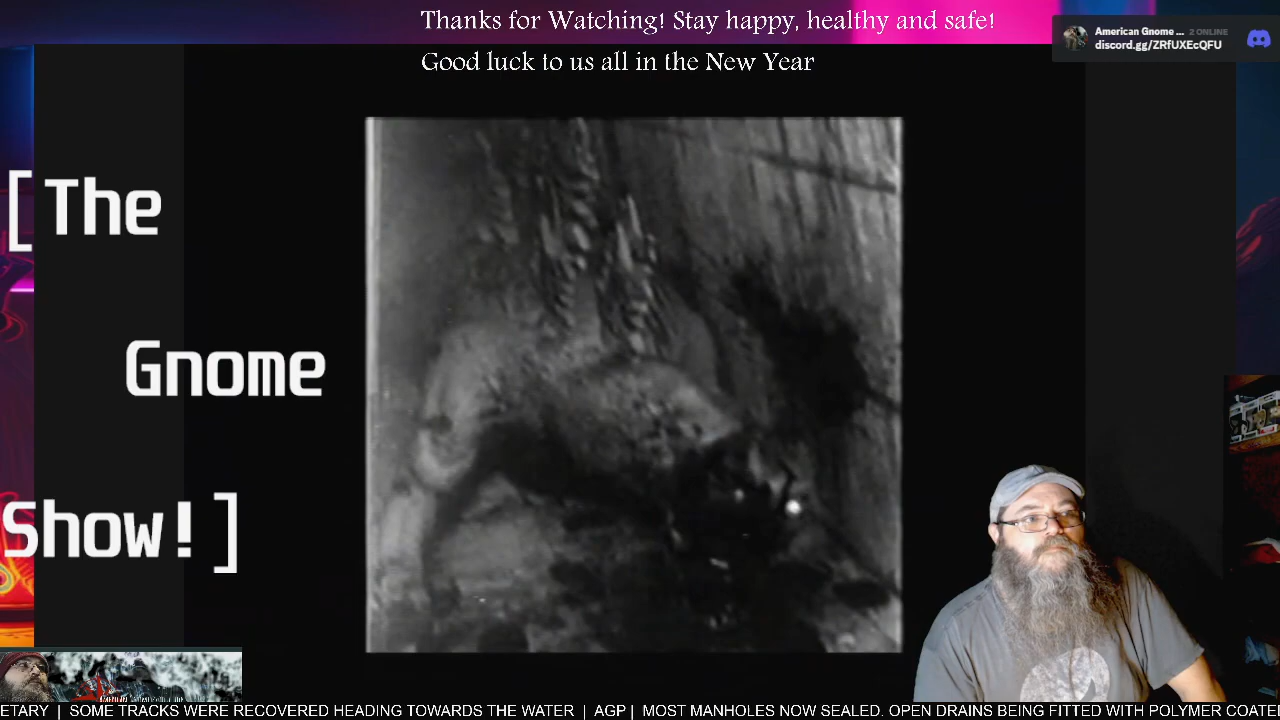 Thanks for Watching! Stay happy, healthy and safe!
Good luck to us all in the New Year
American Gnome ... 2 ONLINE
discord.gg/ZRfUXEcQFU
[The
Gnome
Show!]
ETARY | SOME TRACKS WERE RECOVERED HEADING TOWARDS THE WATER | AGP | MOST MANHOLES NOW SEALED. OPEN DRAINS BEING FITTED WITH POLYMER COATE